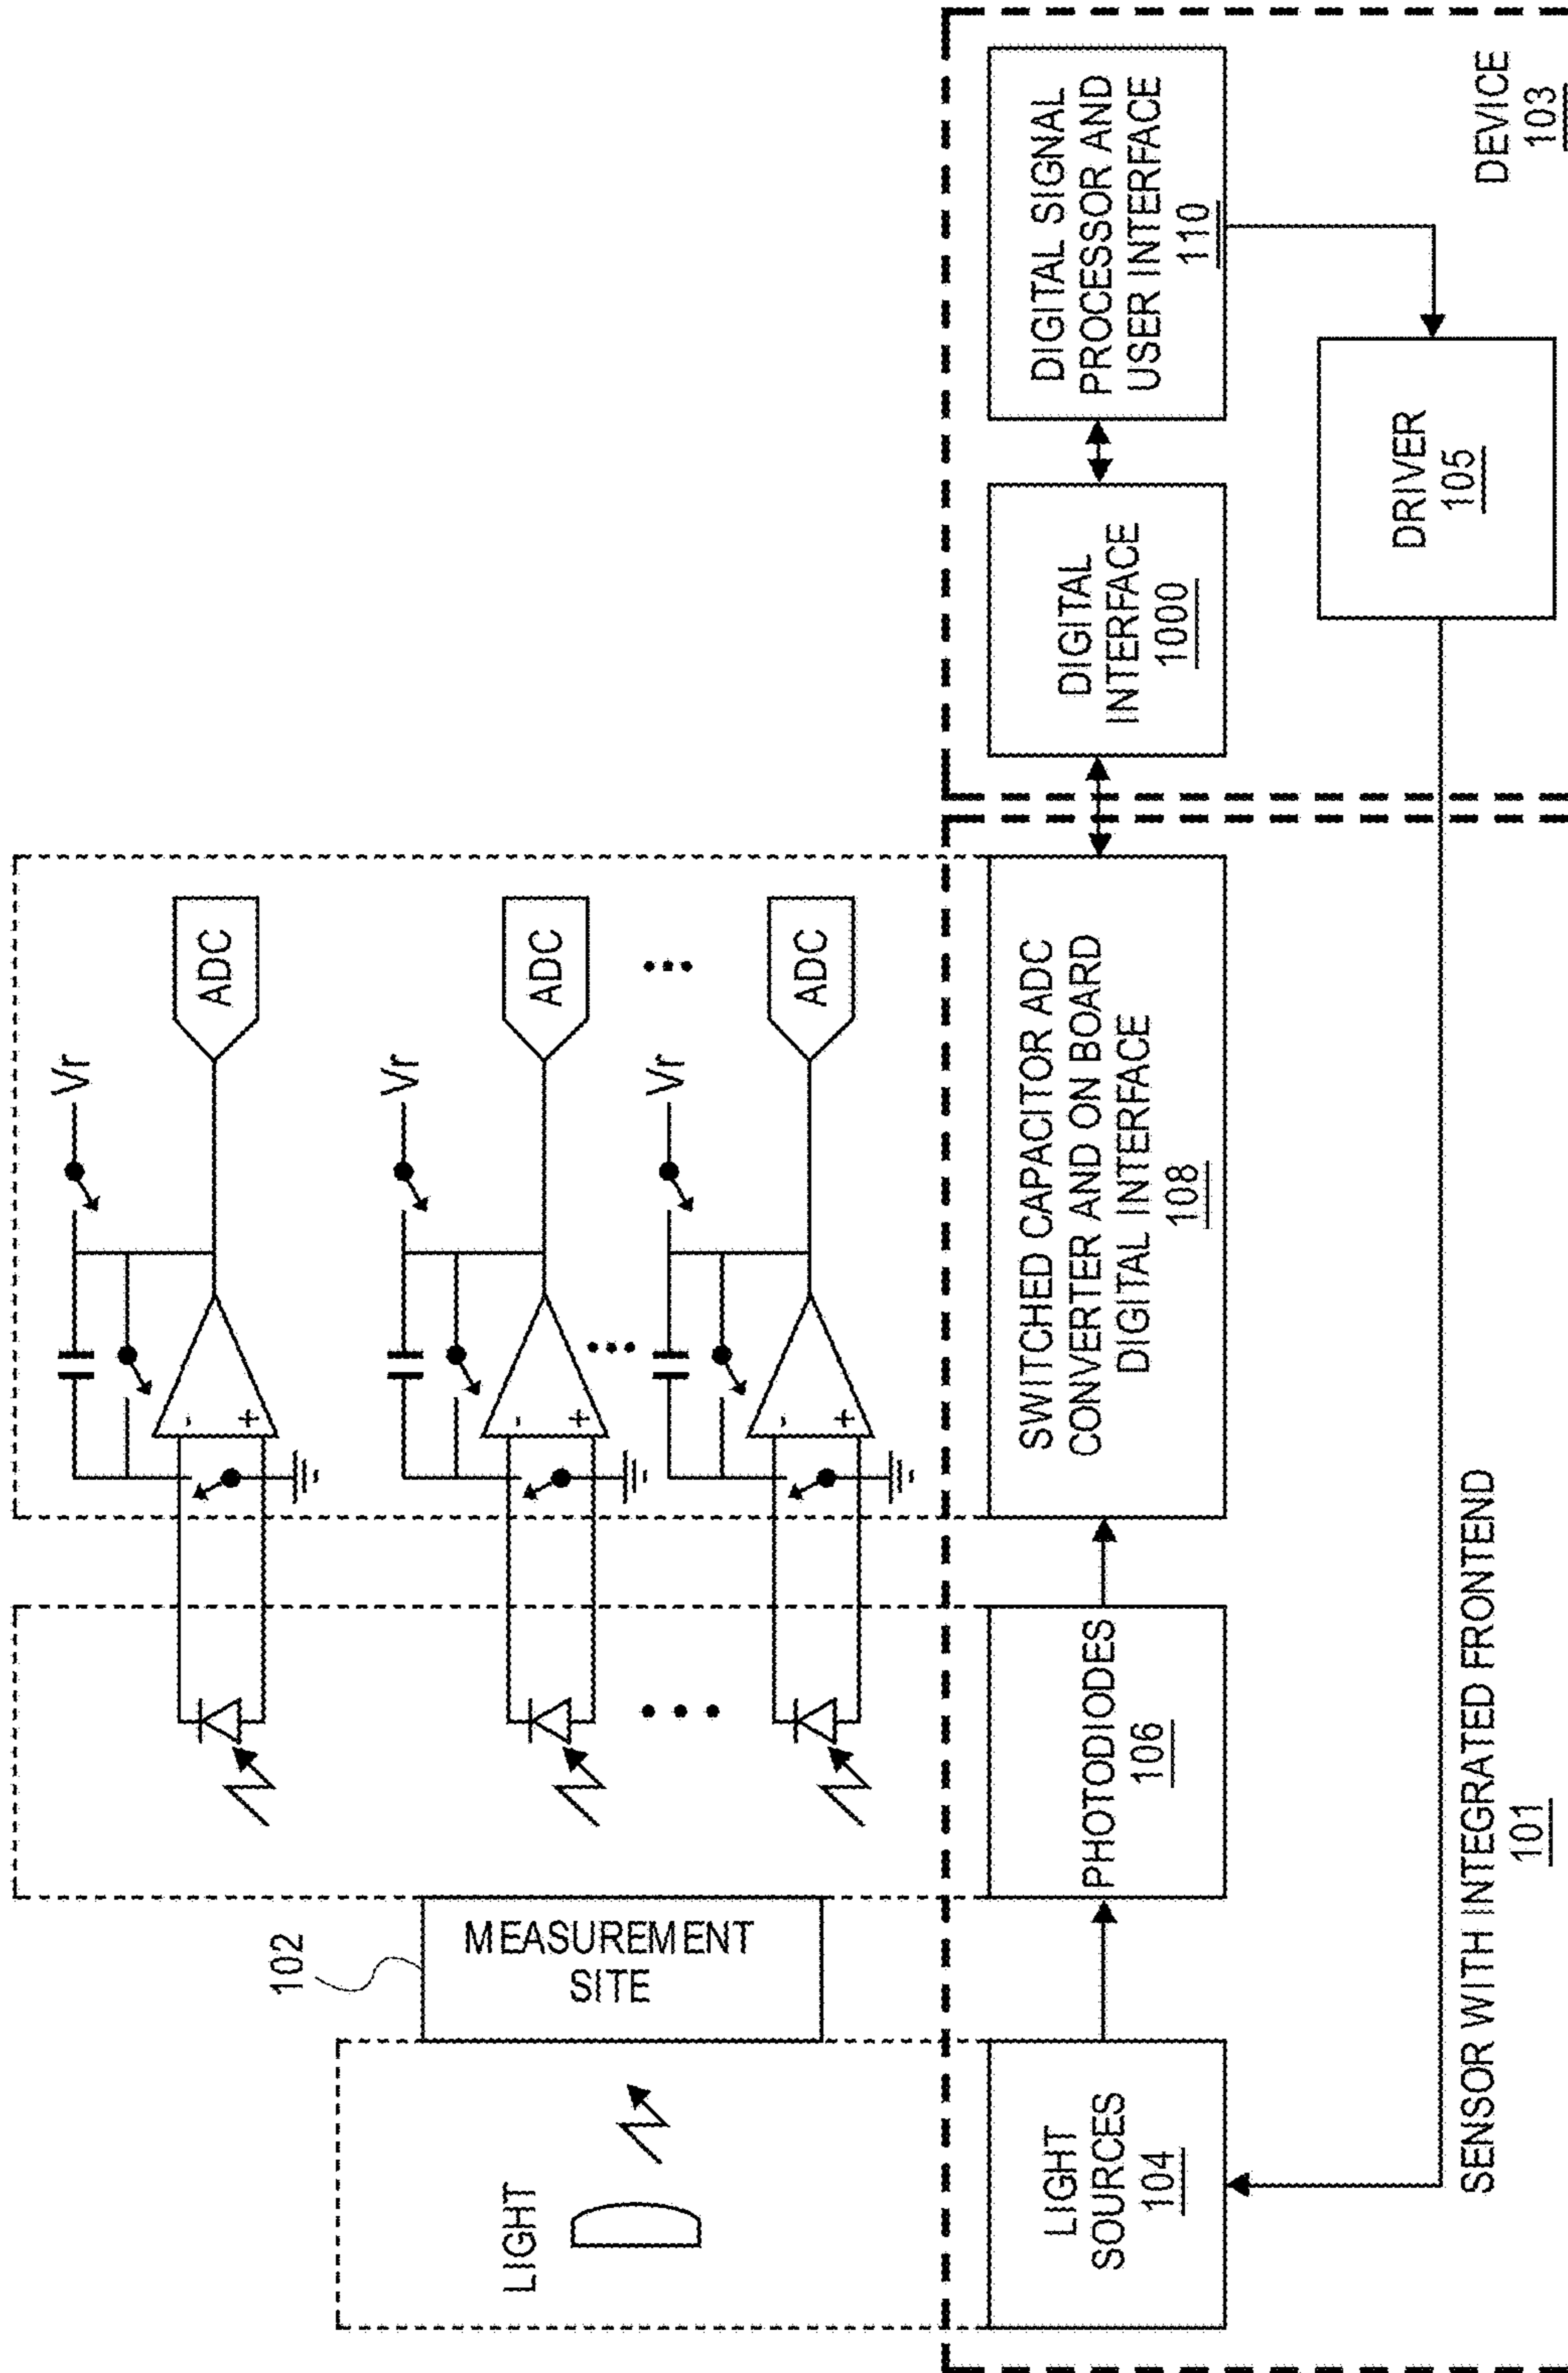 Vr
ADC
Vr
ADC
Vr
ADC
-
+
-
+
-
+
102
MEASUREMENT
SITE
LIGHT
LIGHT
SOURCES
104
PHOTODIODES
106
SWITCHED CAPACITOR ADC
CONVERTER AND ON BOARD
DIGITAL INTERFACE
108
DIGITAL
INTERFACE
1000
DIGITAL SIGNAL
PROCESSOR AND
USER INTERFACE
110
DRIVER
105
SENSOR WITH INTEGRATED FRONTEND
101
DEVICE
103